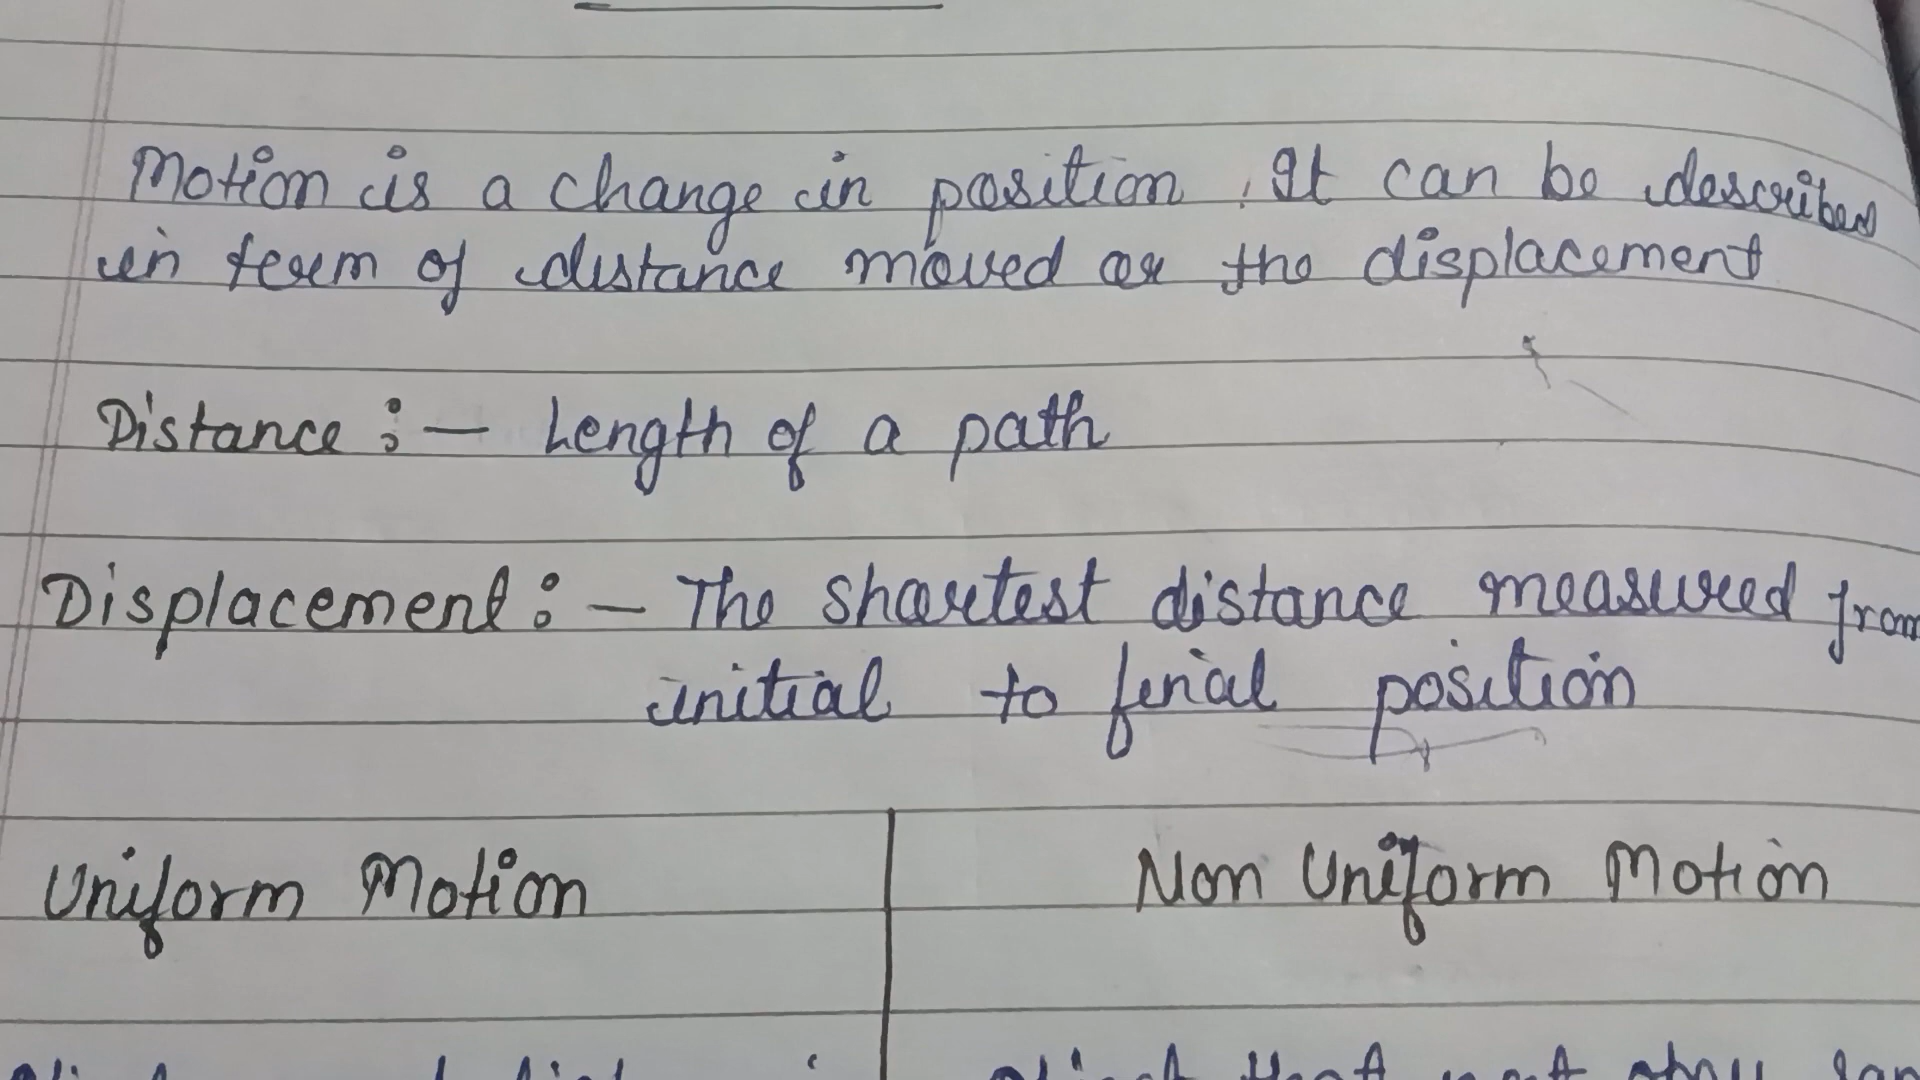 Motion is a change in position. It can be described
in term of distance moved or the displacement
Distance :— Length of a path
Displacement :— The shortest distance measured from
initial to final position
Uniform Motion
Non Uniform Motion